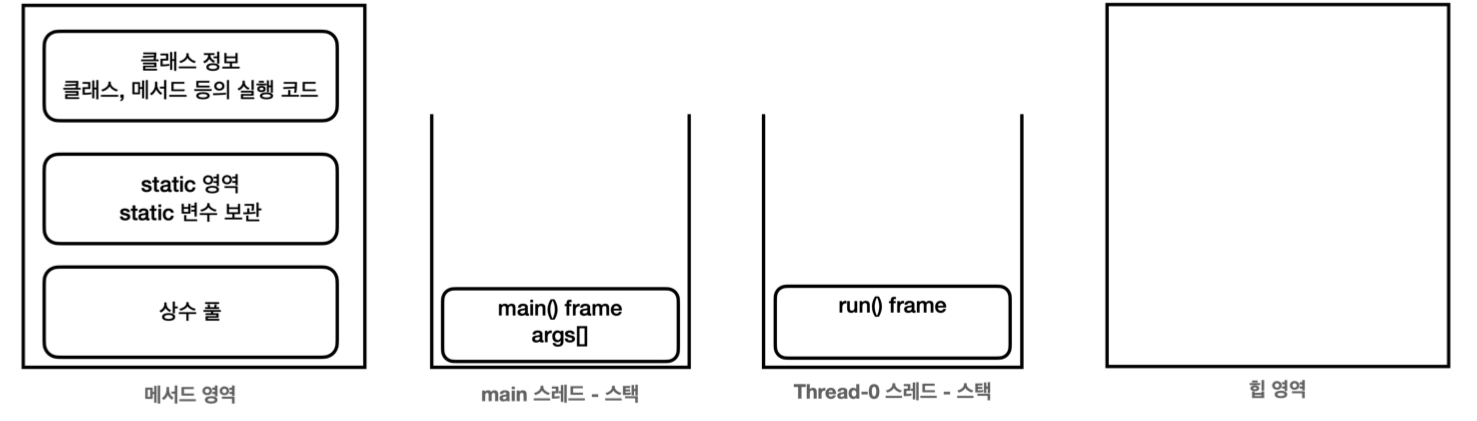 클래스 정보
클래스, 메서드 등의 실행 코드
static 영역
static 변수 보관
상수 풀
메서드 영역
main() frame
args[]
main 스레드 - 스택
run() frame
Thread-0 스레드 - 스택
힙 영역